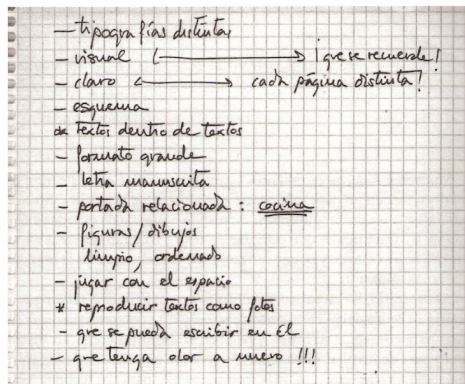 – tipografías distintas
– visual ⟵⟶ ¡que se recuerde!
– claro ⟵⟶ cada página distinta!
– esquema
* textos dentro de textos
– formato grande
– letra manuscrita
– portada relacionada : cocina
– figuras / dibujos
limpio, ordenado
– jugar con el espacio
* reproducir textos como fotos
– que se pueda escribir en Él
– que tenga olor a nuevo !!!